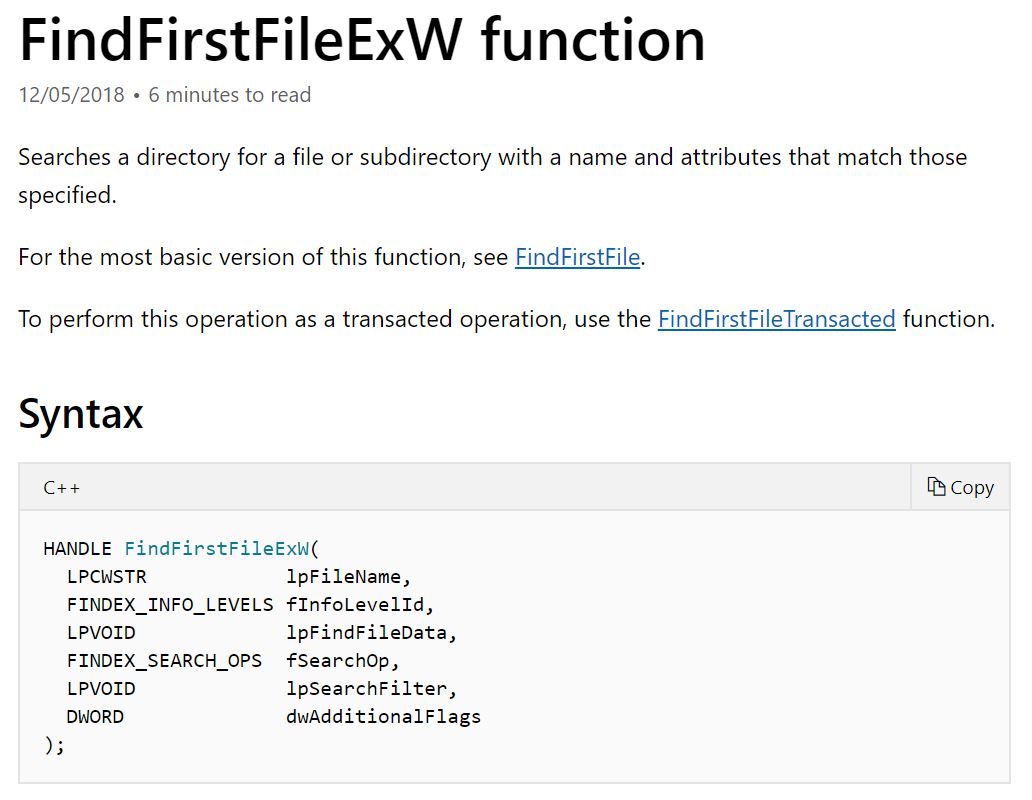 FindFirstFileExW function
12/05/2018 • 6 minutes to read
Searches a directory for a file or subdirectory with a name and attributes that match those
specified.
For the most basic version of this function, see FindFirstFile.
To perform this operation as a transacted operation, use the FindFirstFileTransacted function.
Syntax
C++ Copy
HANDLE FindFirstFileExW(
  LPCWSTR            lpFileName,
  FINDEX_INFO_LEVELS fInfoLevelId,
  LPVOID             lpFindFileData,
  FINDEX_SEARCH_OPS  fSearchOp,
  LPVOID             lpSearchFilter,
  DWORD              dwAdditionalFlags
);